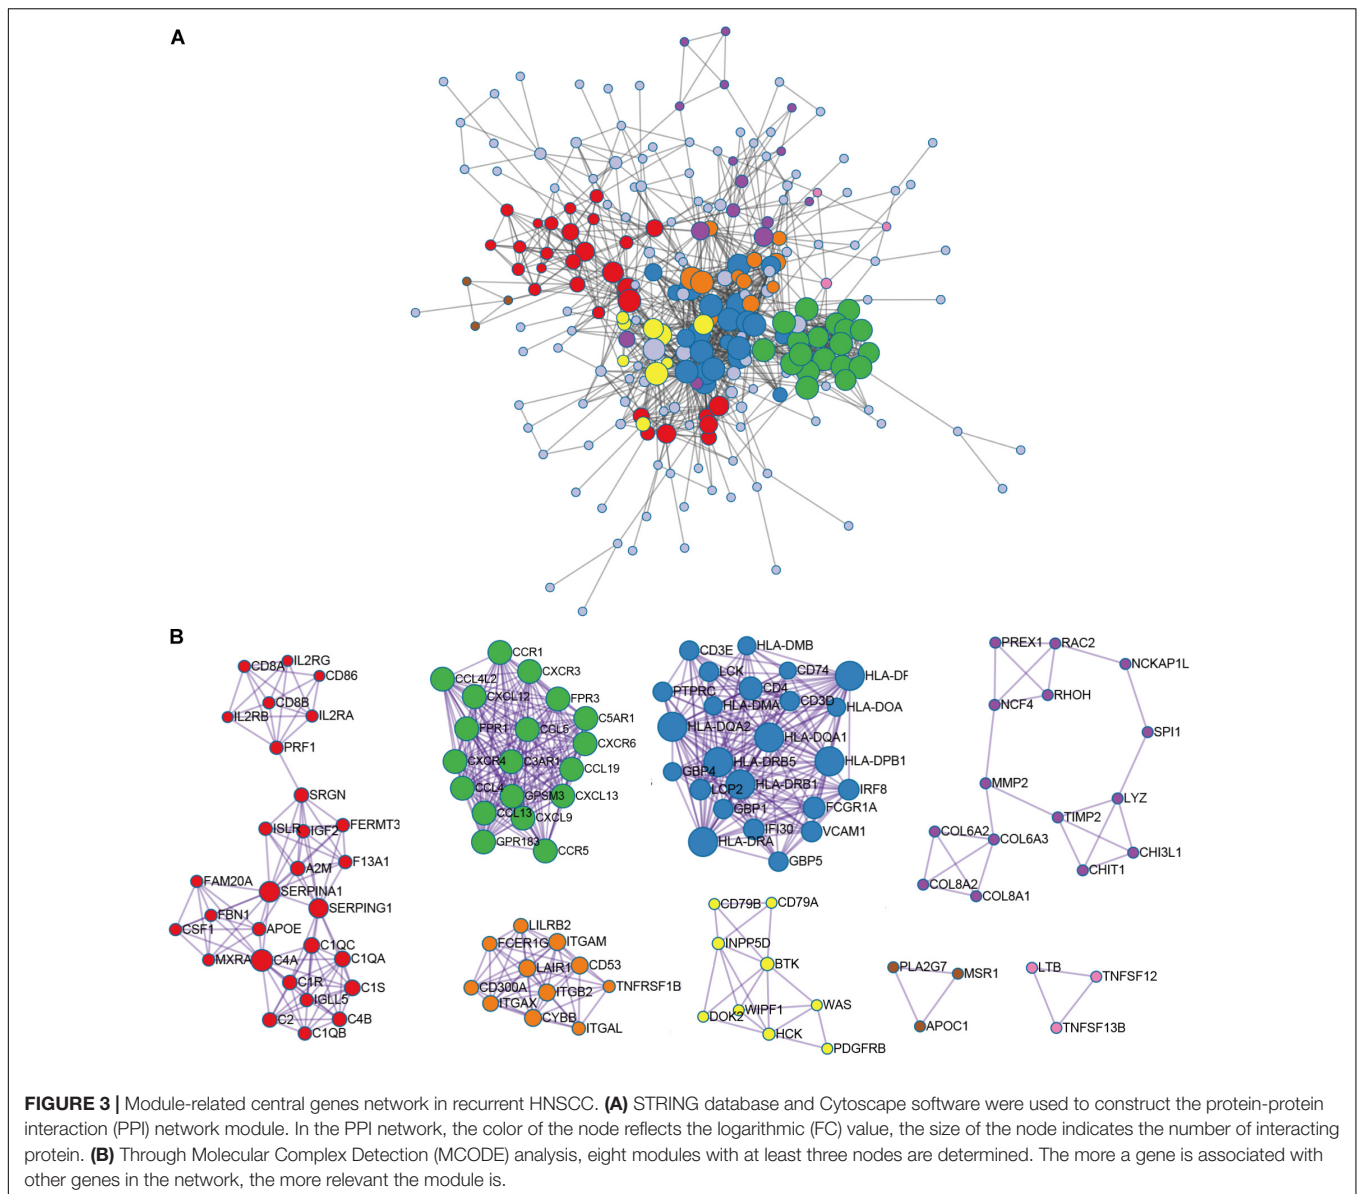 A
B
CD8A
IL2RG
CD86
CD8B
IL2RB
IL2RA
PRF1
SRGN
ISLR
IGF2
FERMT3
F13A1
A2M
FAM20A
SERPINA1
SERPING1
FBN1
CSF1
APOE
MXRA
C4A
C1QC
C1QA
C1R
C1S
IGLL5
C2
C4B
C1QB
CCR1
CXCR3
CCL4L2
CXCL12
FPR3
C5AR1
FPR1
CCL5
CXCR6
CXCR4
C3AR1
CCL19
CCL4
GPSM3
CXCL13
CCL13
CXCL9
GPR183
CCR5
CD3E
HLA-DMB
LCK
CD74
HLA-DF
PTPRC
CD4
CD3D
HLA-DMA
HLA-DOA
HLA-DQA2
HLA-DQA1
HLA-DRB5
HLA-DPB1
GBP4
HLA-DRB1
LCP2
IRF8
GBP1
FCGR1A
IFI30
VCAM1
HLA-DRA
GBP5
PREX1
RAC2
NCKAP1L
RHOH
NCF4
SPI1
MMP2
LYZ
TIMP2
COL6A2
COL6A3
CHI3L1
CHIT1
COL8A2
COL8A1
LILRB2
FCER1G
ITGAM
LAIR1
CD53
CD300A
ITGB2
TNFRSF1B
ITGAX
CYBB
ITGAL
CD79B
CD79A
INPP5D
BTK
WIPF1
WAS
DOK2
HCK
PDGFRB
PLA2G7
MSR1
APOC1
LTB
TNFSF12
TNFSF13B
FIGURE 3 | Module-related central genes network in recurrent HNSCC. (A) STRING database and Cytoscape software were used to construct the protein-protein
interaction (PPI) network module. In the PPI network, the color of the node reflects the logarithmic (FC) value, the size of the node indicates the number of interacting
protein. (B) Through Molecular Complex Detection (MCODE) analysis, eight modules with at least three nodes are determined. The more a gene is associated with
other genes in the network, the more relevant the module is.